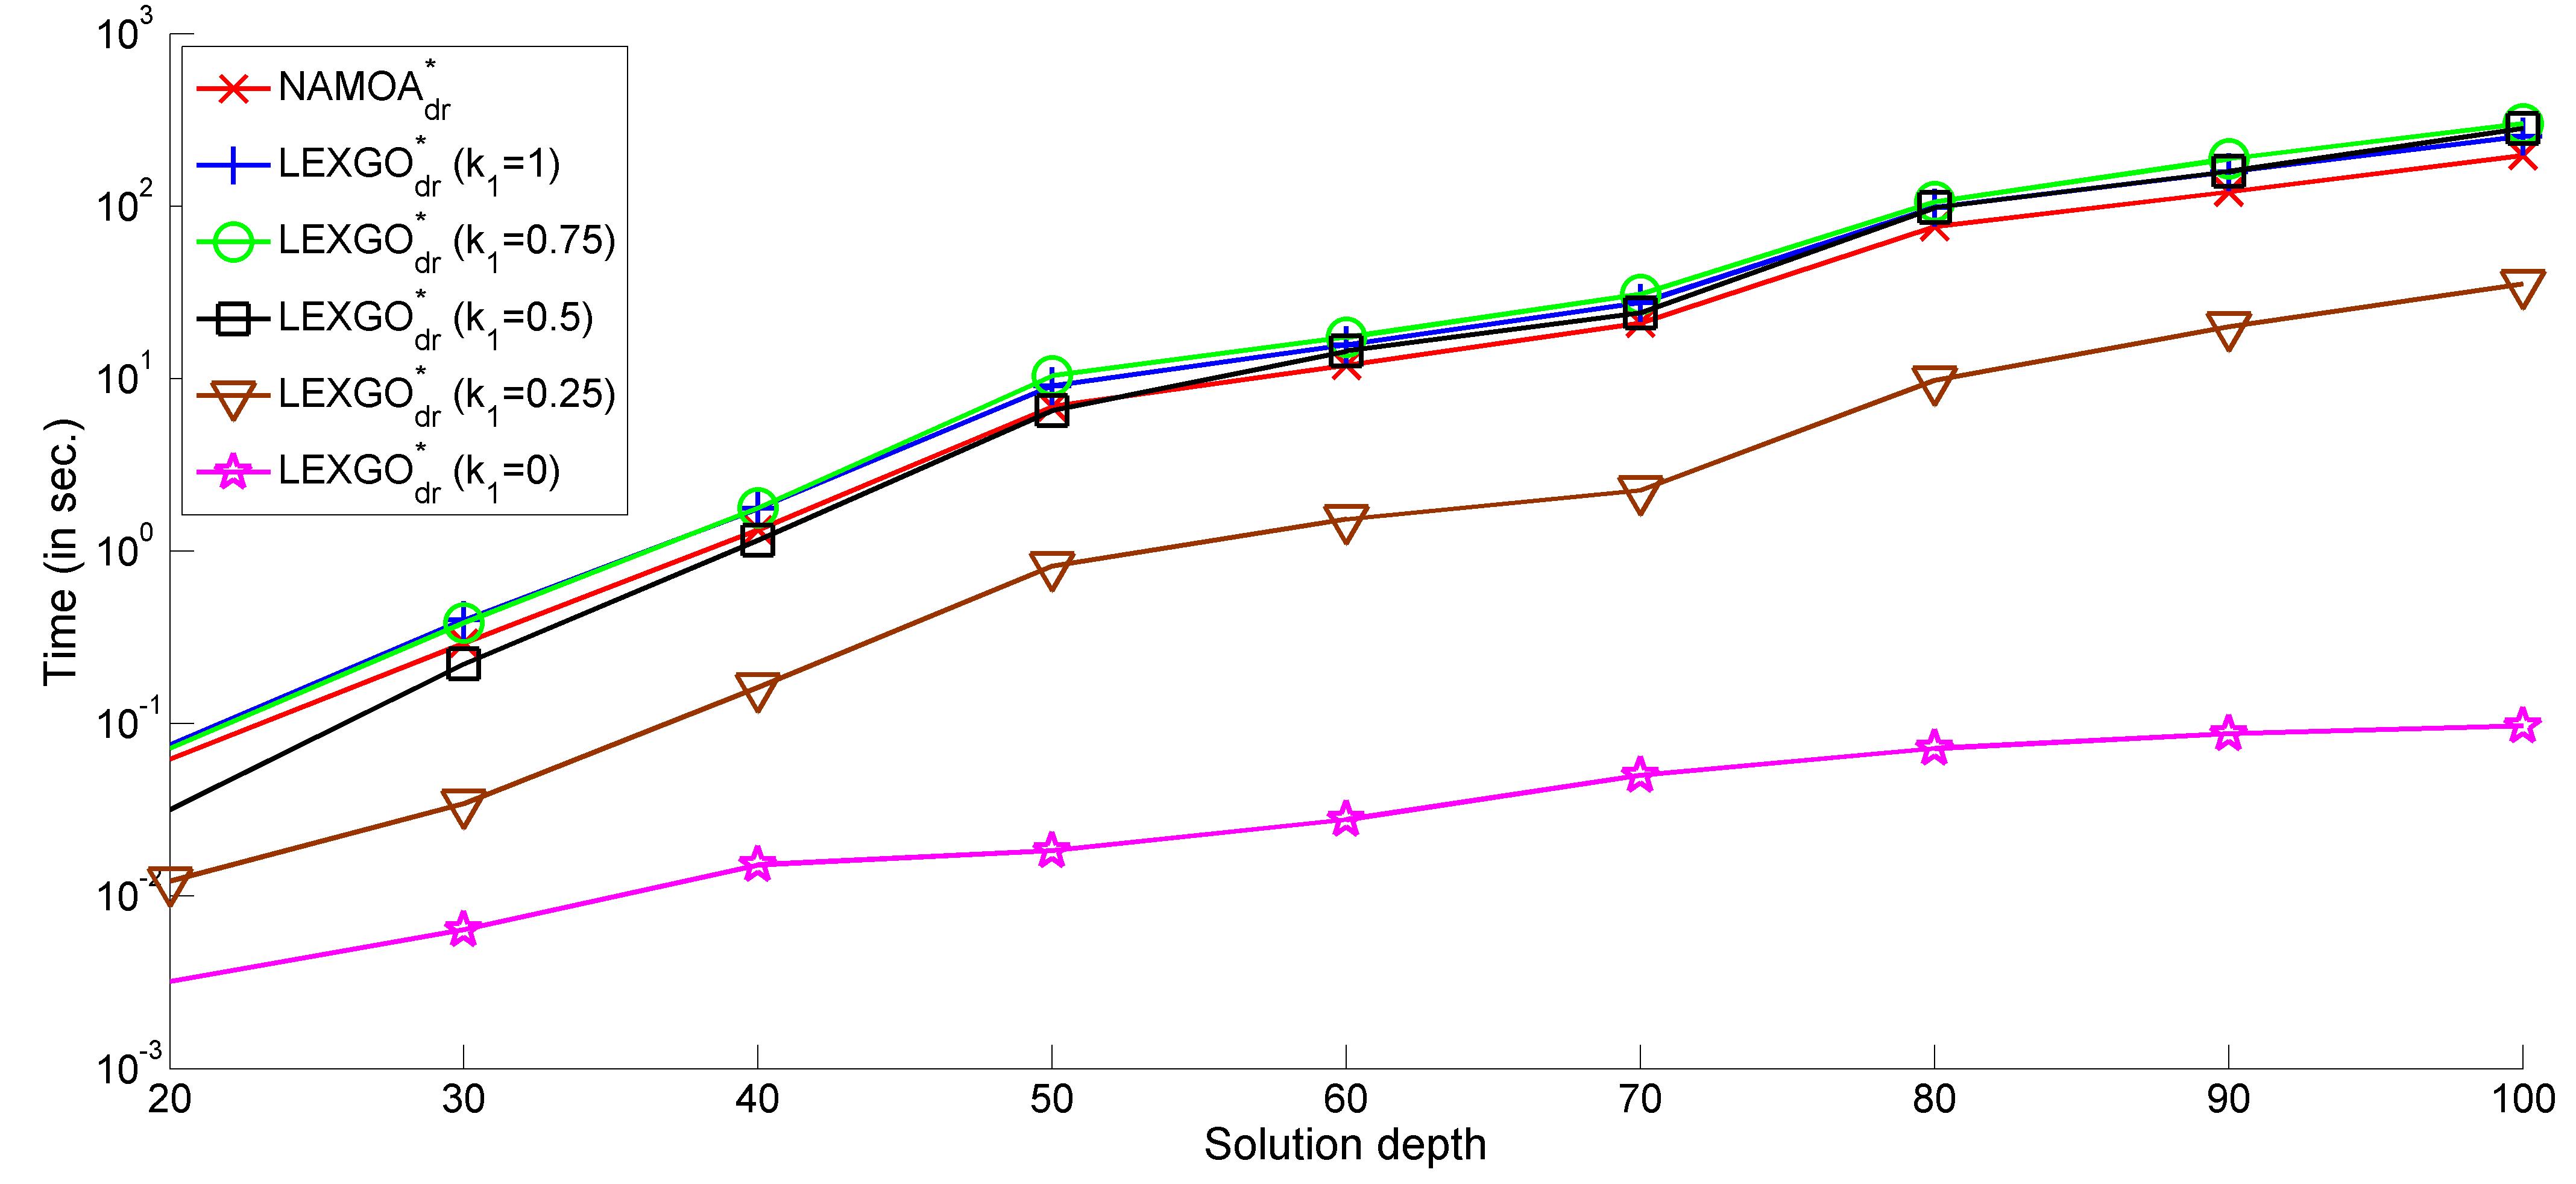 10^3
10^2
10^1
10^0
10^-1
10^-2
10^-3
Time (in sec.)
NAMOA*dr
LEXGO*dr (k1=1)
LEXGO*dr (k1=0.75)
LEXGO*dr (k1=0.5)
LEXGO*dr (k1=0.25)
LEXGO*dr (k1=0)
20 30 40 50 60 70 80 90 100
Solution depth